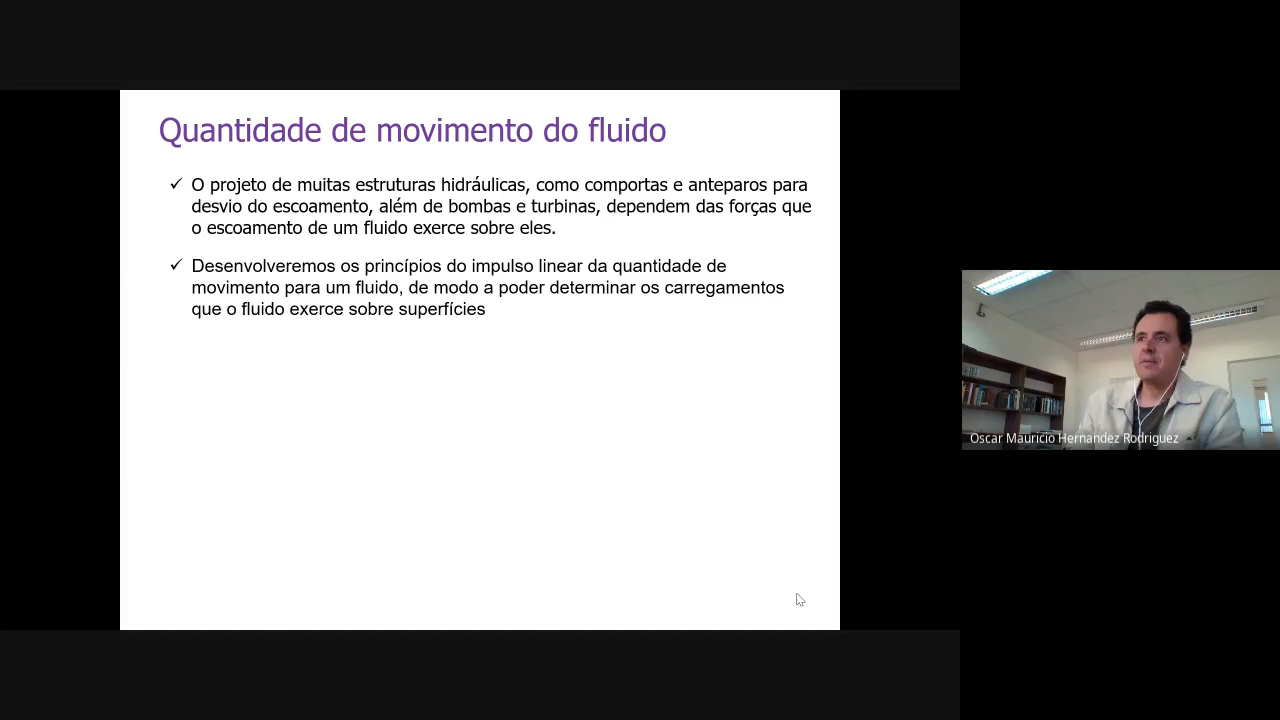 Quantidade de movimento do fluido
✓ O projeto de muitas estruturas hidráulicas, como comportas e anteparos para
desvio do escoamento, além de bombas e turbinas, dependem das forças que
o escoamento de um fluido exerce sobre eles.
✓ Desenvolveremos os princípios do impulso linear da quantidade de
movimento para um fluido, de modo a poder determinar os carregamentos
que o fluido exerce sobre superfícies
Oscar Mauricio Hernandez Rodriguez